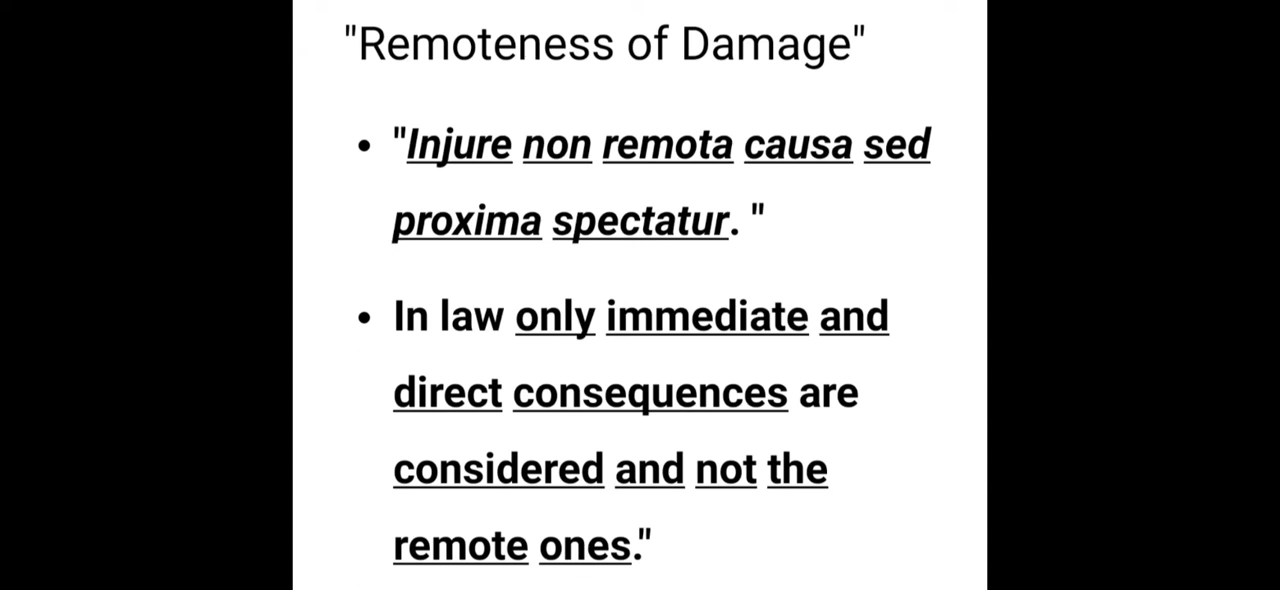 "Remoteness of Damage"
• "Injure non remota causa sed
proxima spectatur. "
• In law only immediate and
direct consequences are
considered and not the
remote ones."